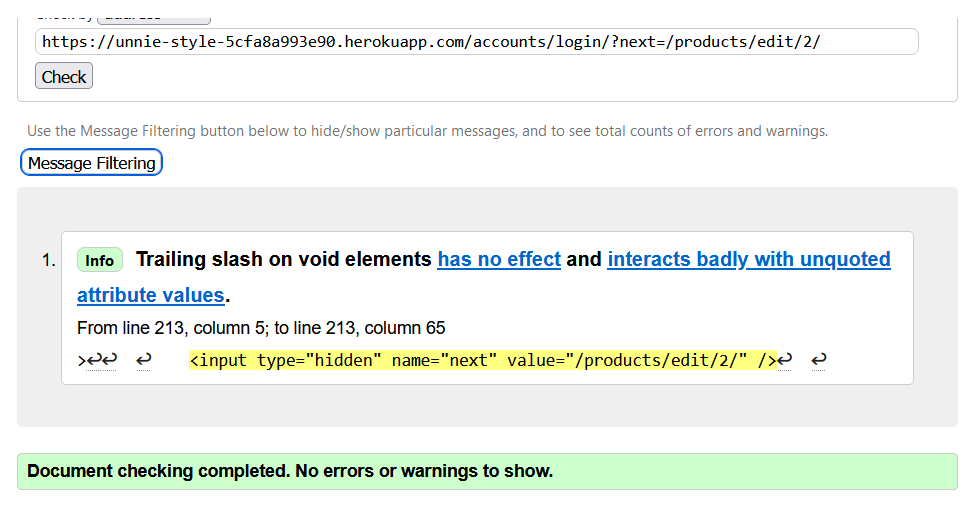 https://unnie-style-5cfa8a993e90.herokuapp.com/accounts/login/?next=/products/edit/2/
Check
Use the Message Filtering button below to hide/show particular messages, and to see total counts of errors and warnings.
Message Filtering
1. Info Trailing slash on void elements has no effect and interacts badly with unquoted
attribute values.
From line 213, column 5; to line 213, column 65
>↩↩ ↩ <input type="hidden" name="next" value="/products/edit/2/" />↩ ↩
Document checking completed. No errors or warnings to show.